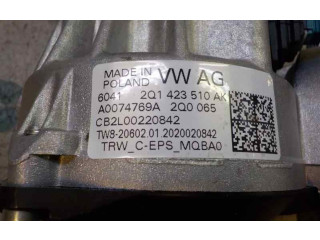 MADE IN
POLAND VW AG
6041 2Q1 423 510 AK
A0074769A 2Q0 065
CB2L00220842
TW8-20602.01.2020020842
TRW_C-EPS_MQBA0